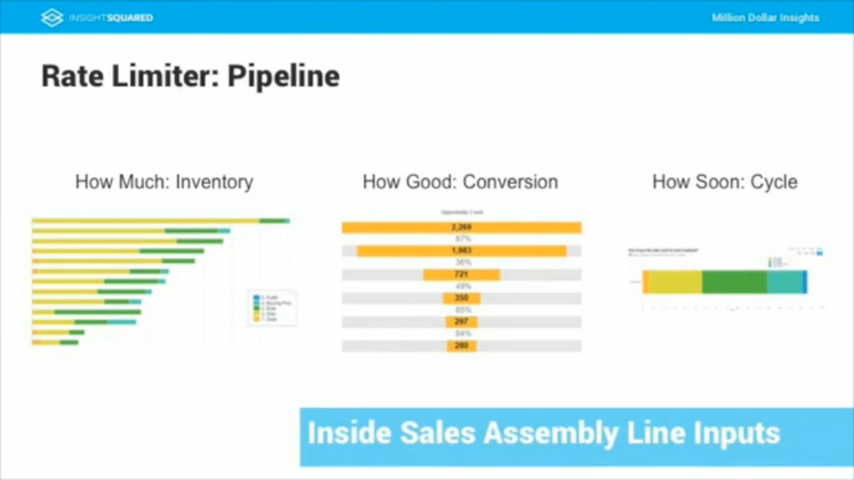 INSIGHTSQUARED
Million Dollar Insights
Rate Limiter: Pipeline
How Much: Inventory
How Good: Conversion
How Soon: Cycle
2,269
87%
1,983
36%
721
49%
350
85%
297
94%
280
Inside Sales Assembly Line Inputs